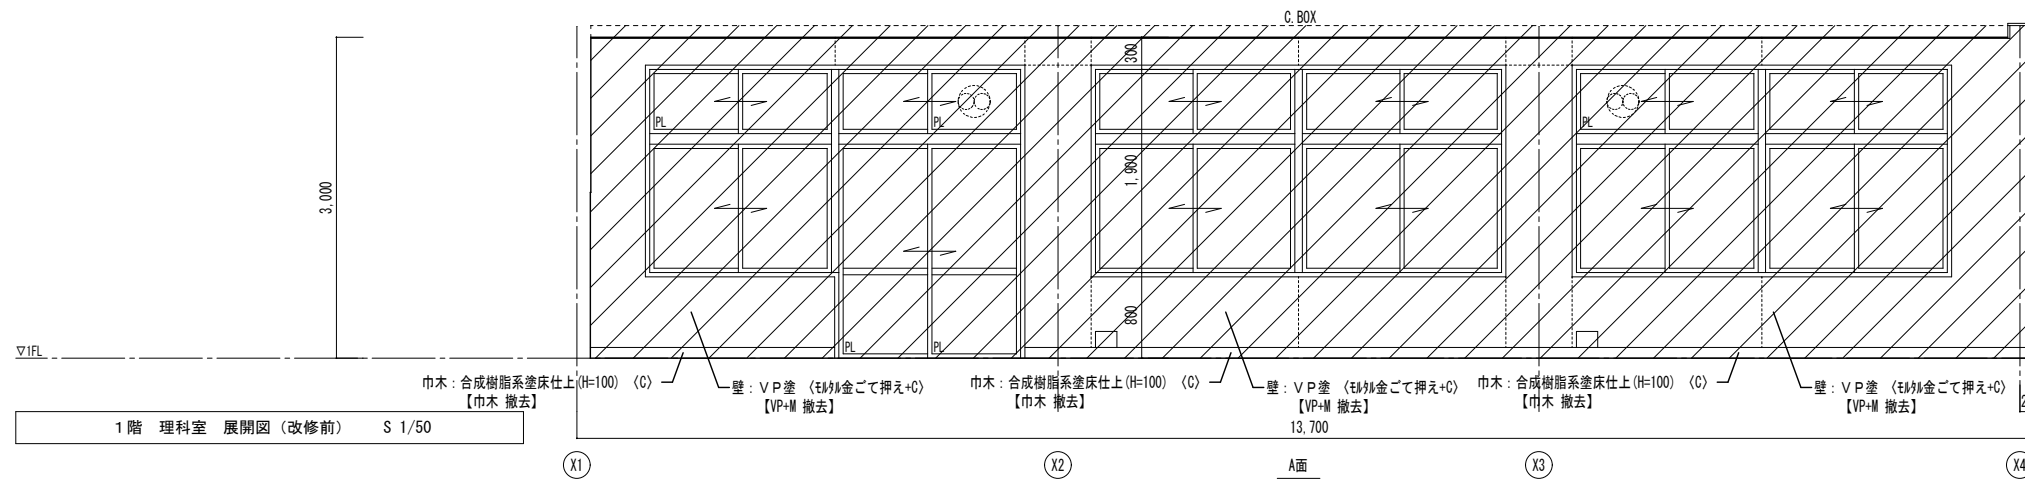 C.BOX
300
PL
PL
PL
3,000
1,900
800
▽1FL
PL
PL
巾木：合成樹脂系塗床仕上(H=100) 〈C〉
【巾木 撤去】
壁：ＶＰ塗 〈ﾓﾙﾀﾙ金ごて押え+C〉
【VP+M 撤去】
巾木：合成樹脂系塗床仕上(H=100) 〈C〉
【巾木 撤去】
壁：ＶＰ塗 〈ﾓﾙﾀﾙ金ごて押え+C〉
【VP+M 撤去】
巾木：合成樹脂系塗床仕上(H=100) 〈C〉
【巾木 撤去】
壁：ＶＰ塗 〈ﾓﾙﾀﾙ金ごて押え+C〉
【VP+M 撤去】
2
１階 理科室 展開図（改修前） S 1/50
13,700
X1
X2
A面
X3
X4